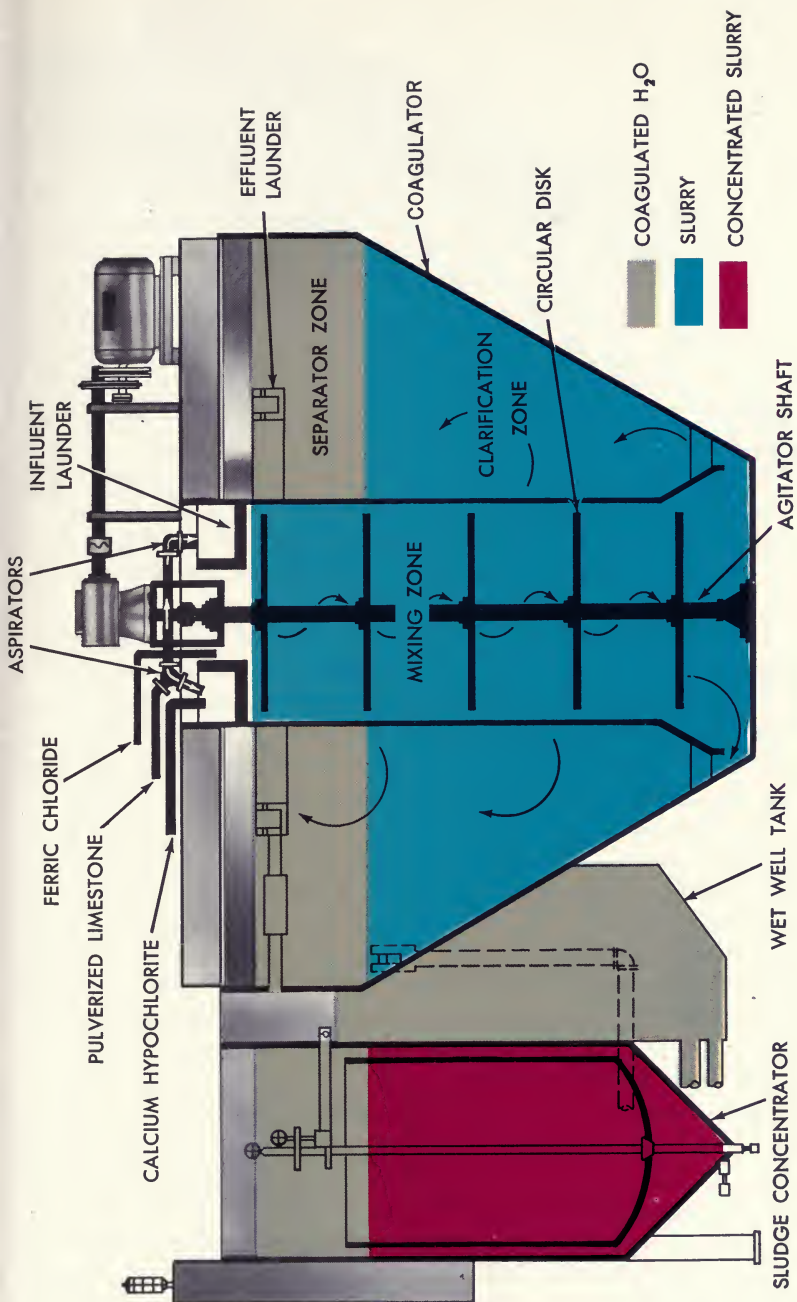 ASPIRATORS
FERRIC CHLORIDE
PULVERIZED LIMESTONE
CALCIUM HYPOCHLORITE
INFLUENT
LAUNDER
EFFLUENT
LAUNDER
SEPARATOR ZONE
COAGULATOR
MIXING ZONE
CLARIFICATION
ZONE
CIRCULAR DISK
AGITATOR SHAFT
WET WELL TANK
SLUDGE CONCENTRATOR
COAGULATED H₂O
SLURRY
CONCENTRATED SLURRY